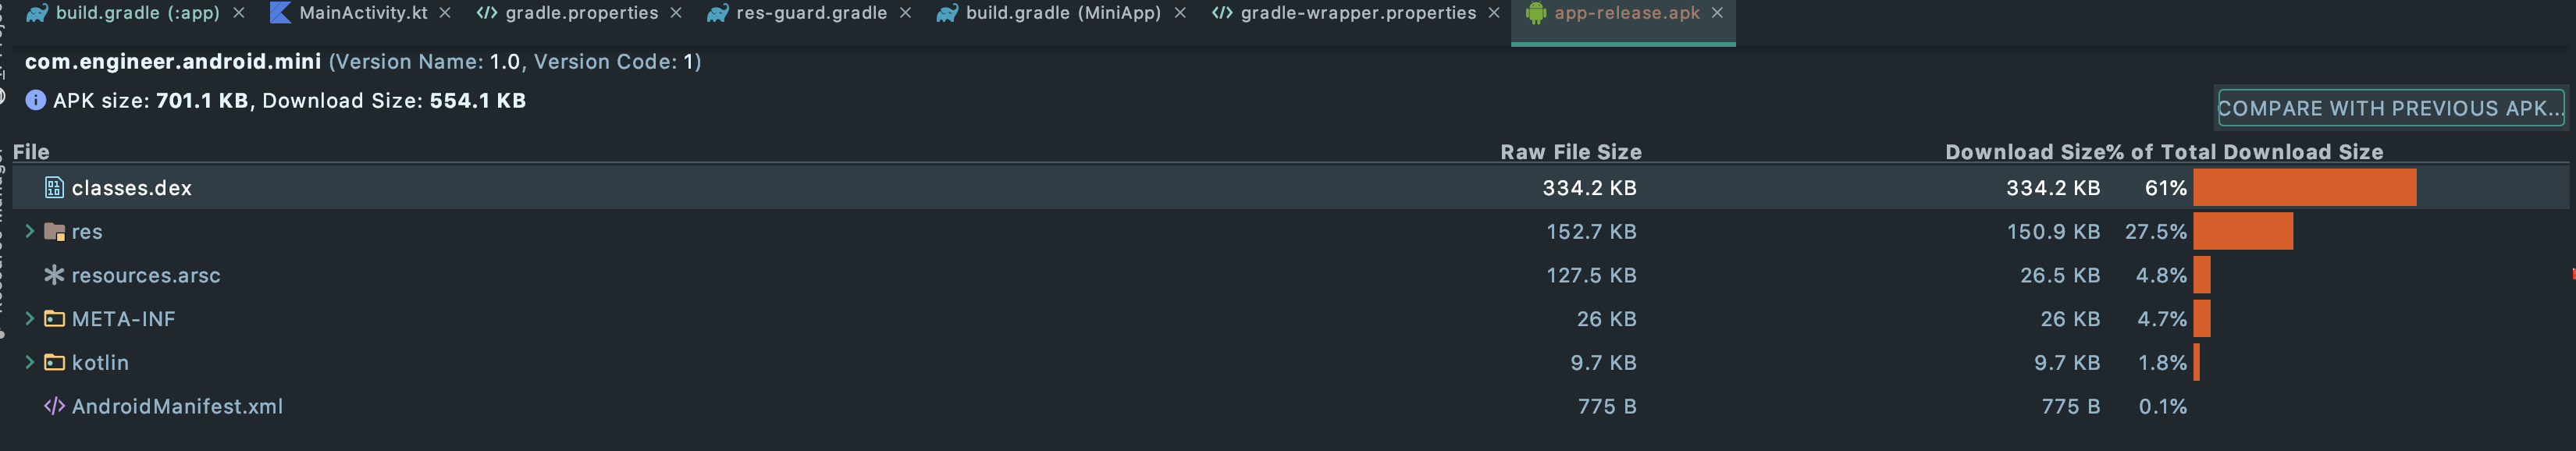 build.gradle (:app) MainActivity.kt gradle.properties res-guard.gradle build.gradle (MiniApp) gradle-wrapper.properties app-release.apk
com.engineer.android.mini (Version Name: 1.0, Version Code: 1)
APK size: 701.1 KB, Download Size: 554.1 KB
COMPARE WITH PREVIOUS APK...
File Raw File Size Download Size % of Total Download Size
classes.dex 334.2 KB 334.2 KB 61%
res 152.7 KB 150.9 KB 27.5%
resources.arsc 127.5 KB 26.5 KB 4.8%
META-INF 26 KB 26 KB 4.7%
kotlin 9.7 KB 9.7 KB 1.8%
AndroidManifest.xml 775 B 775 B 0.1%